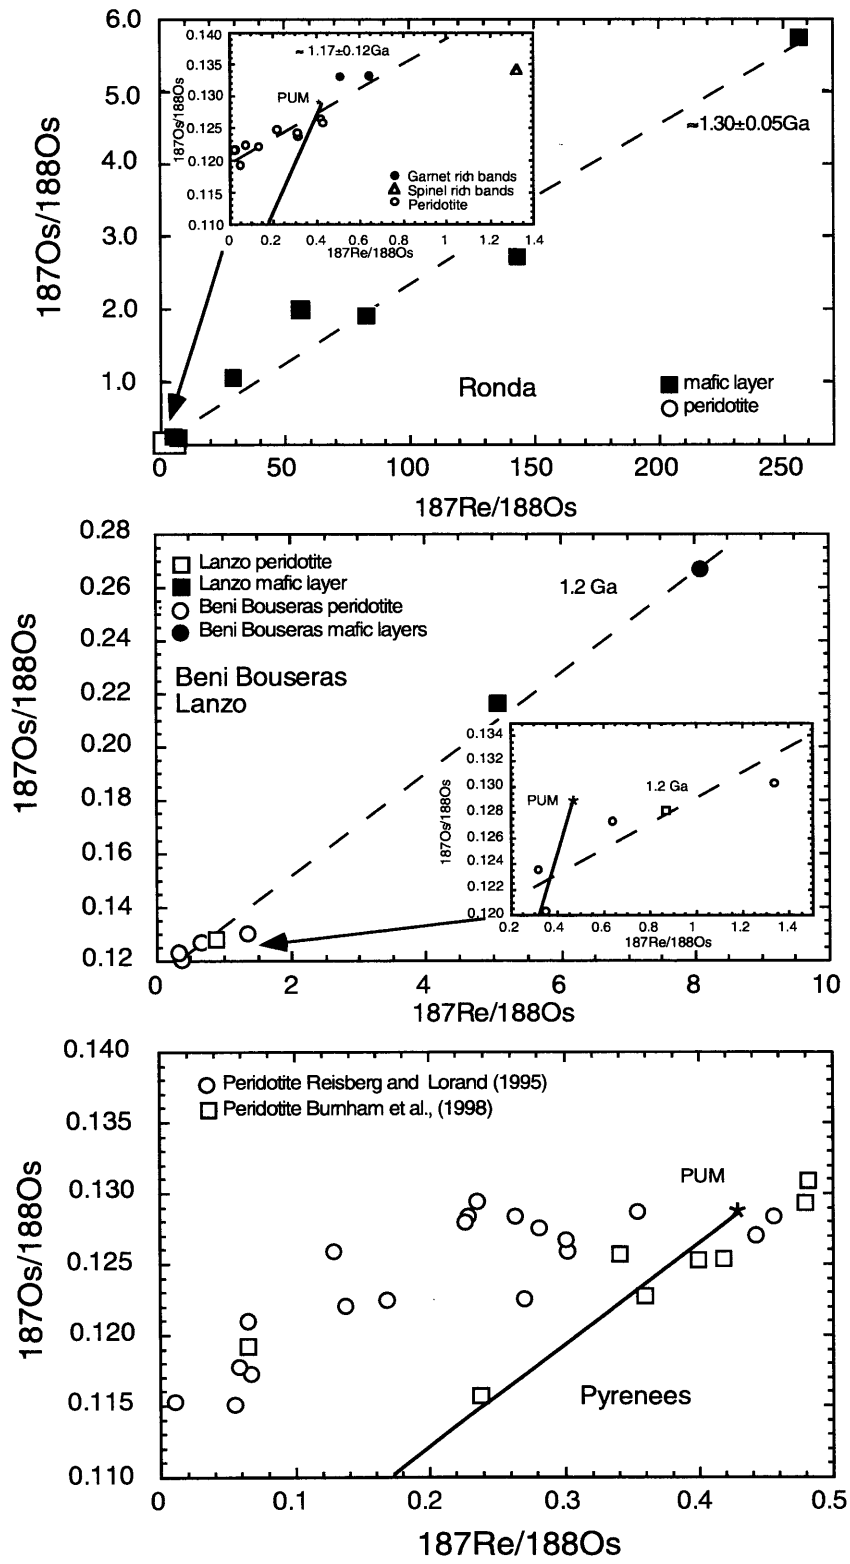 6.0
5.0
4.0
3.0
2.0
1.0
187Os/188Os
0.140
0.135
0.130
0.125
0.120
0.115
0.110
187Os/188Os
≈ 1.17±0.12Ga
PUM
Garnet rich bands
Spinel rich bands
Peridotite
0 0.2 0.4 0.6 0.8 1 1.2 1.4
187Re/188Os
≈1.30±0.05Ga
Ronda
mafic layer
peridotite
0 50 100 150 200 250
187Re/188Os
0.28
0.26
0.24
0.22
0.20
0.18
0.16
0.14
0.12
187Os/188Os
Lanzo peridotite
Lanzo mafic layer
Beni Bouseras peridotite
Beni Bouseras mafic layers
Beni Bouseras
Lanzo
1.2 Ga
0.134
0.132
0.130
0.128
0.126
0.124
0.122
0.120
187Os/188Os
PUM
1.2 Ga
0.2 0.4 0.6 0.8 1 1.2 1.4
187Re/188Os
0 2 4 6 8 10
187Re/188Os
0.140
0.135
0.130
0.125
0.120
0.115
0.110
187Os/188Os
Peridotite Reisberg and Lorand (1995)
Peridotite Burnham et al., (1998)
PUM
Pyrenees
0 0.1 0.2 0.3 0.4 0.5
187Re/188Os